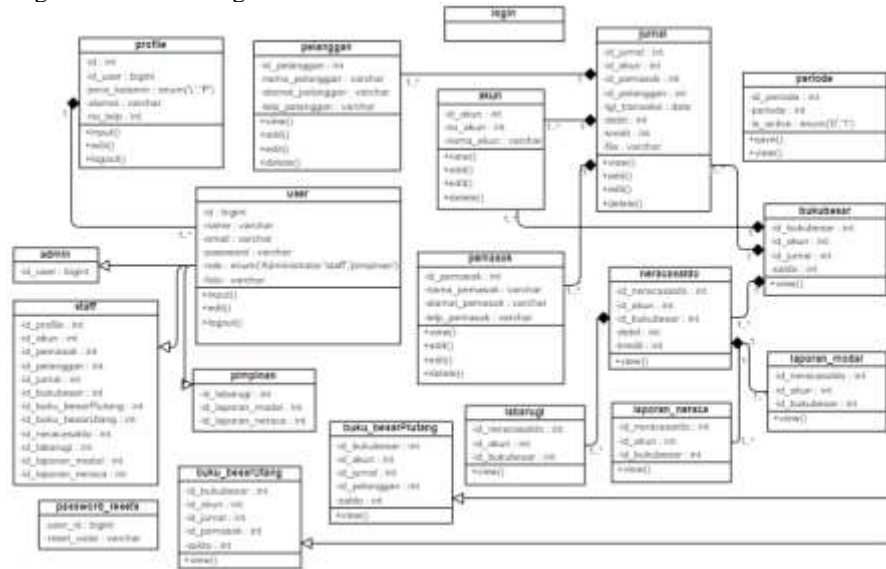 login
profile
-id : int
-id_user : bigint
-jenis_kelamin : enum('L','P')
-alamat : varchar
-no_telp : int
+input()
+edit()
+logout()
pelanggan
-id_pelanggan : int
-nama_pelanggan : varchar
-alamat_pelanggan : varchar
-telp_pelanggan : varchar
+view()
+add()
+edit()
+delete()
akun
-id_akun : int
-no_akun : int
-nama_akun : varchar
+view()
+add()
+edit()
+delete()
jurnal
-id_jurnal : int
-id_akun : int
-id_pemasok : int
-id_pelanggan : int
-tgl_transaksi : date
-debit : int
-kredit : int
-file : varchar
+view()
+add()
+edit()
+delete()
periode
-id_periode : int
-periode : int
-is_active : enum('0','1')
+save()
+view()
user
-id : bigint
-name : varchar
-email : varchar
-password : varchar
-role : enum('Administrator','staff','pimpinan')
-foto : varchar
+input()
+edit()
+logout()
bukubesar
-id_bukubesar : int
-id_akun : int
-id_jurnal : int
-saldo : int
+view()
admin
-id_user : bigint
pemasok
-id_pemasok : int
-nama_pemasok : varchar
-alamat_pemasok : varchar
-telp_pemasok : varchar
+view()
+add()
+edit()
+delete()
neracasaldo
-id_neracasaldo : int
-id_akun : int
-id_bukubesar : int
-debit : int
-kredit : int
+view()
staff
-id_profile : int
-id_akun : int
-id_pemasok : int
-id_pelanggan : int
-id_jurnal : int
-id_bukubesar : int
-id_buku_besarPiutang : int
-id_buku_besarUtang : int
-id_neracasaldo : int
-id_labarugi : int
-id_laporan_modal : int
-id_laporan_neraca : int
pimpinan
-id_labarugi : int
-id_laporan_modal : int
-id_laporan_neraca : int
laporan_modal
-id_neracasaldo : int
-id_akun : int
-id_bukubesar : int
+view()
labarugi
-id_neracasaldo : int
-id_akun : int
-id_bukubesar : int
+view()
laporan_neraca
-id_neracasaldo : int
-id_akun : int
-id_bukubesar : int
+view()
buku_besarPiutang
-id_bukubesar : int
-id_akun : int
-id_jurnal : int
-id_pelanggan : int
-saldo : int
+view()
buku_besarUtang
-id_bukubesar : int
-id_akun : int
-id_jurnal : int
-id_pemasok : int
-saldo : int
+view()
password_resets
-user_id : bigint
-reset_code : varchar